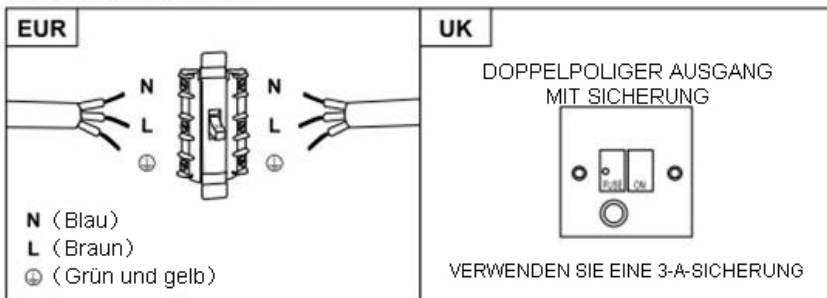 EUR
N N
L L
N (Blau)
L (Braun)
(Grün und gelb)
UK
DOPPELPOLIGER AUSGANG
MIT SICHERUNG
FUSE ON
VERWENDEN SIE EINE 3-A-SICHERUNG